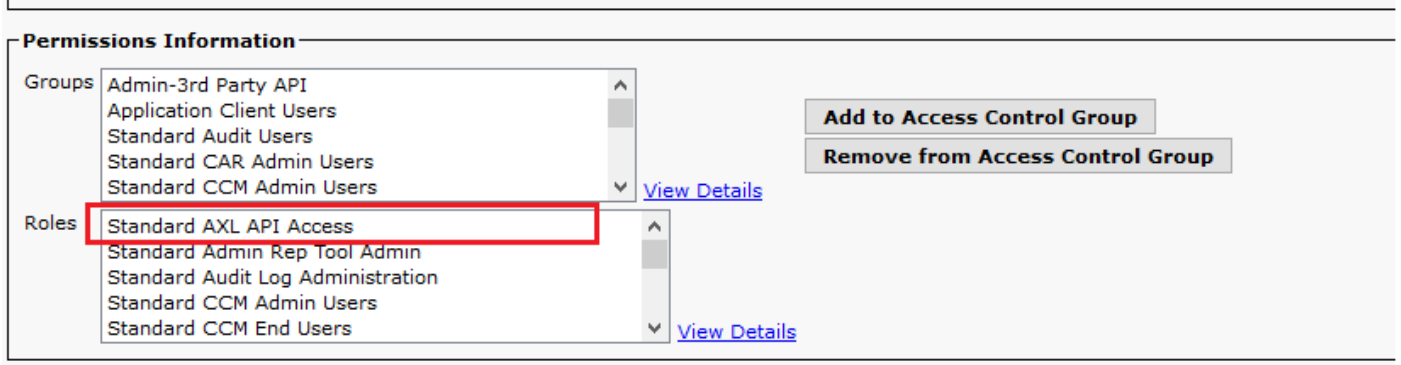 Permissions Information
Groups
Admin-3rd Party API
Application Client Users
Standard Audit Users
Standard CAR Admin Users
Standard CCM Admin Users
View Details
Add to Access Control Group
Remove from Access Control Group
Roles
Standard AXL API Access
Standard Admin Rep Tool Admin
Standard Audit Log Administration
Standard CCM Admin Users
Standard CCM End Users
View Details